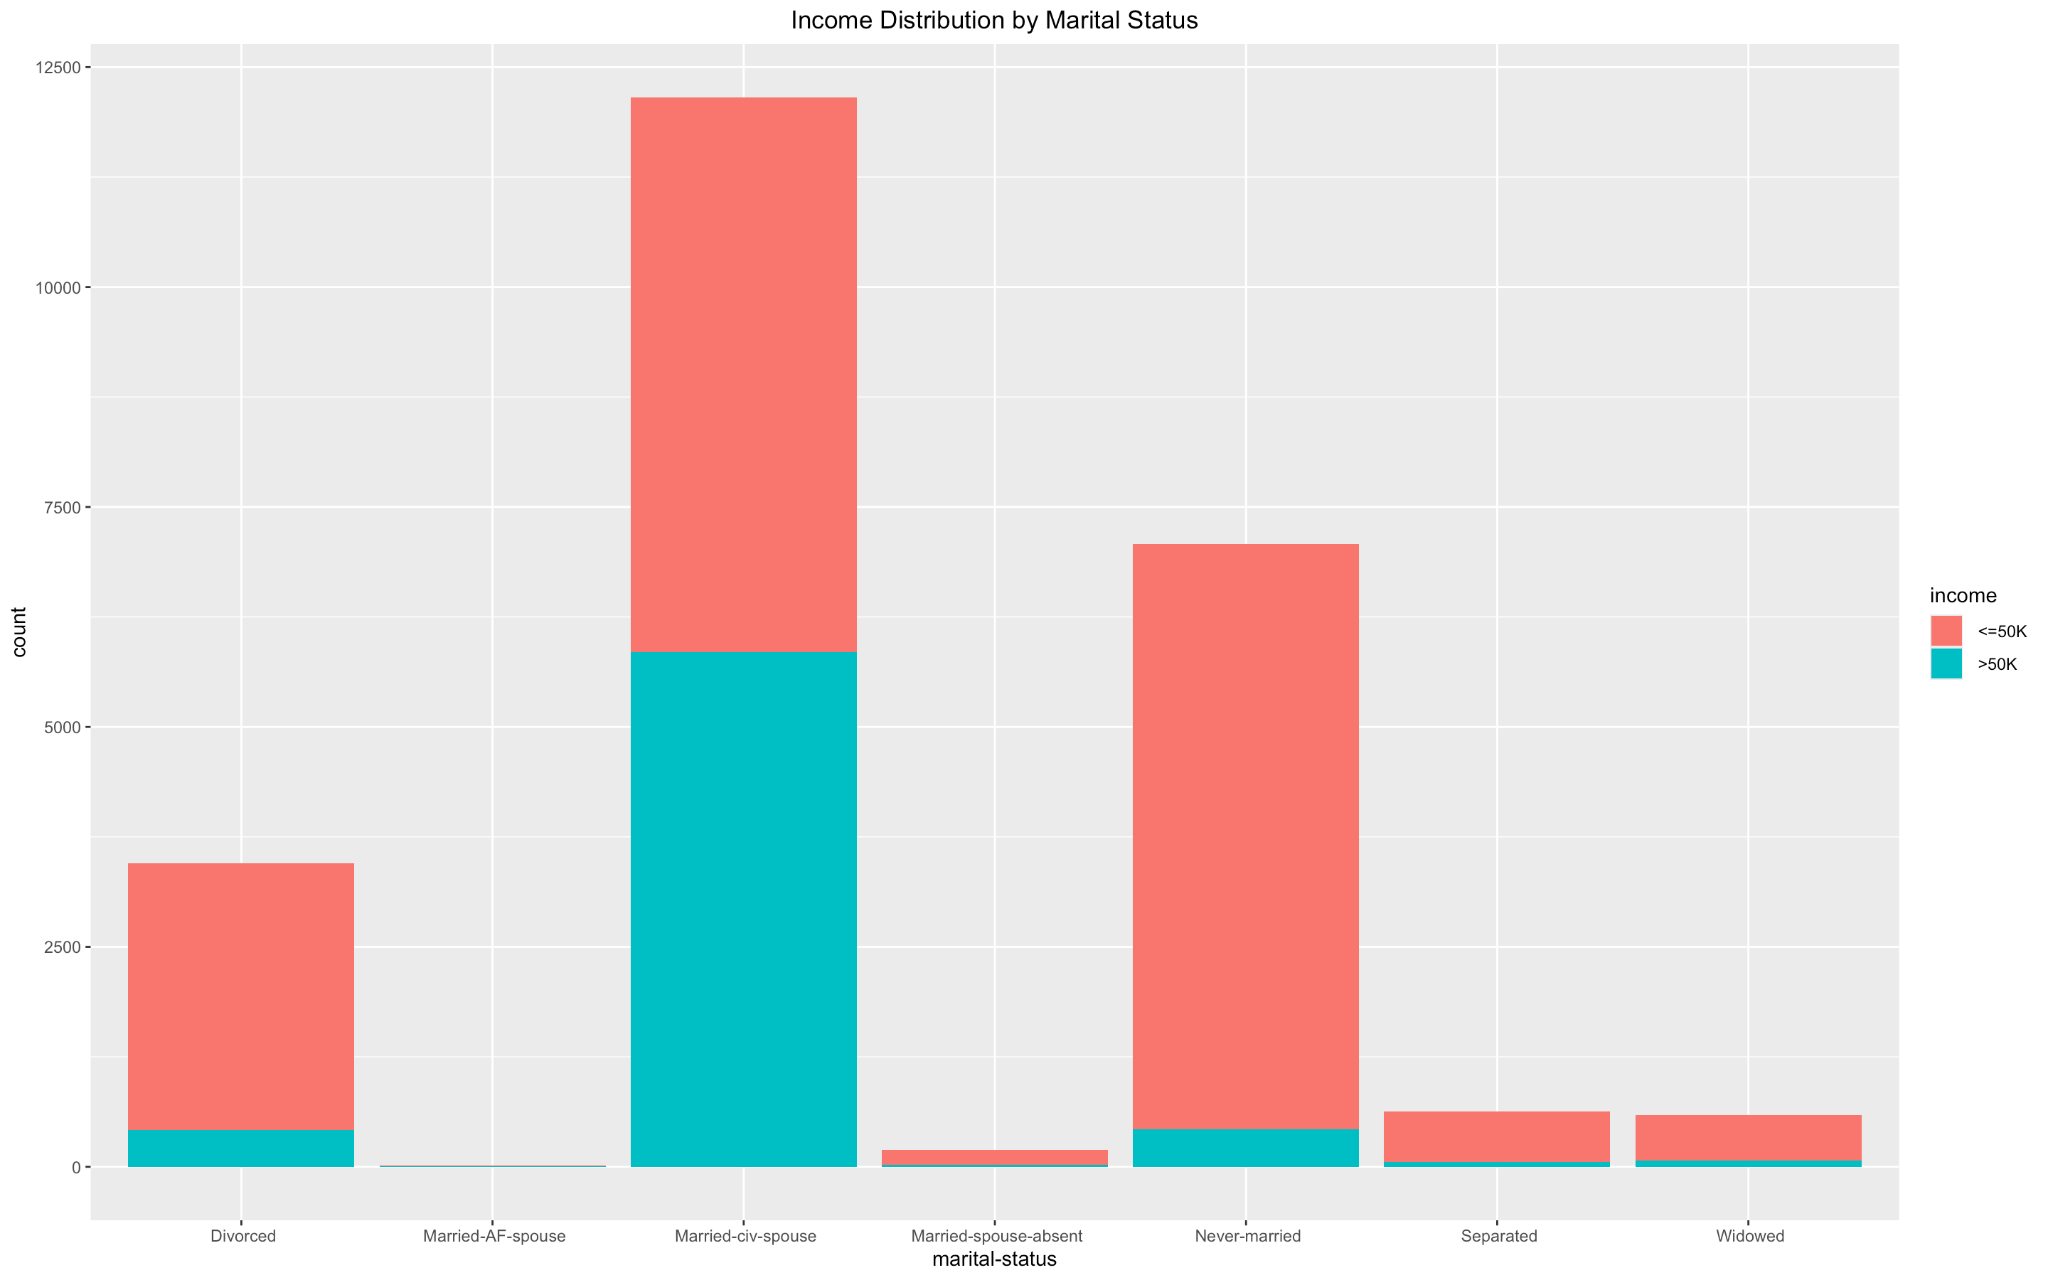 Income Distribution by Marital Status
12500
10000
7500
5000
2500
0
count
Divorced
Married-AF-spouse
Married-civ-spouse
Married-spouse-absent
Never-married
Separated
Widowed
marital-status
income
<=50K
>50K